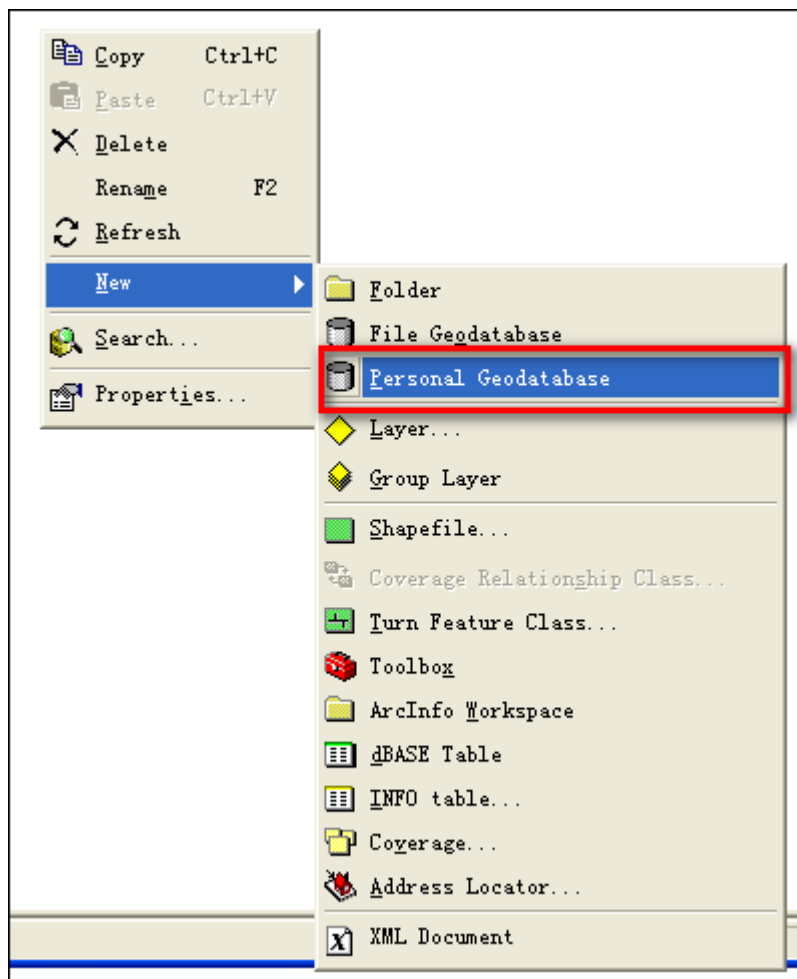 Copy Ctrl+C
Paste Ctrl+V
Delete
Rename F2
Refresh
New
Search...
Properties...
Folder
File Geodatabase
Personal Geodatabase
Layer...
Group Layer
Shapefile...
Coverage Relationship Class...
Turn Feature Class...
Toolbox
ArcInfo Workspace
dBASE Table
INFO table...
Coverage...
Address Locator...
XML Document